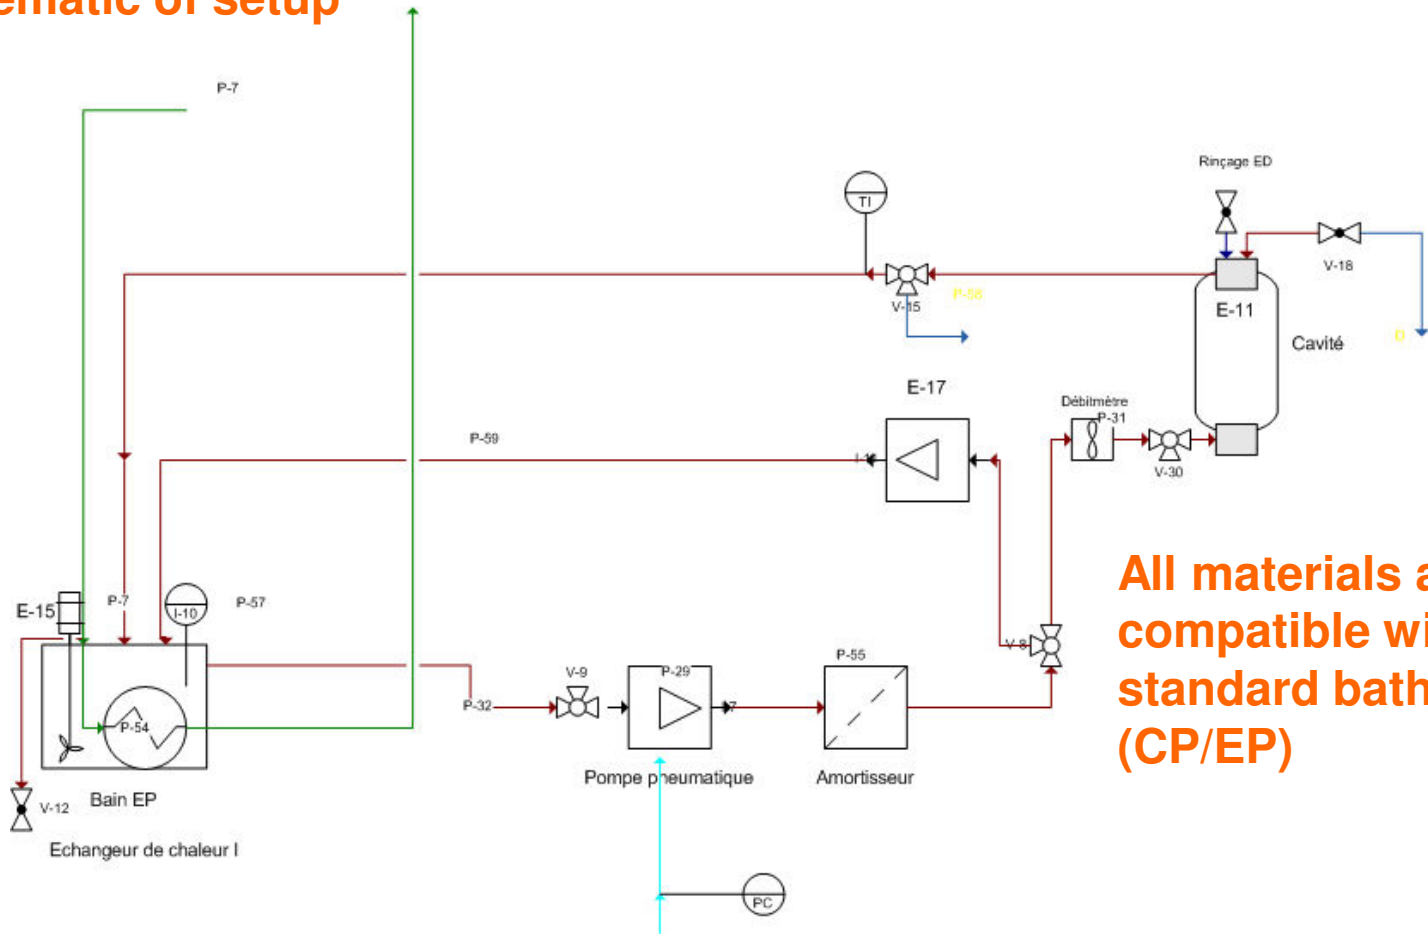 ematic of setup
P-7
Rinçage ED
TI
V-18
V-15
P-58
E-11
Cavité
E-17
Débitmètre
P-31
P-59
V-30
E-15
P-7
I-10
P-57
All materials a
compatible wi
standard bath
(CP/EP)
V-8
P-55
V-9
P-29
P-32
7
P-54
Pompe pneumatique
Amortisseur
Bain EP
V-12
Echangeur de chaleur I
PC